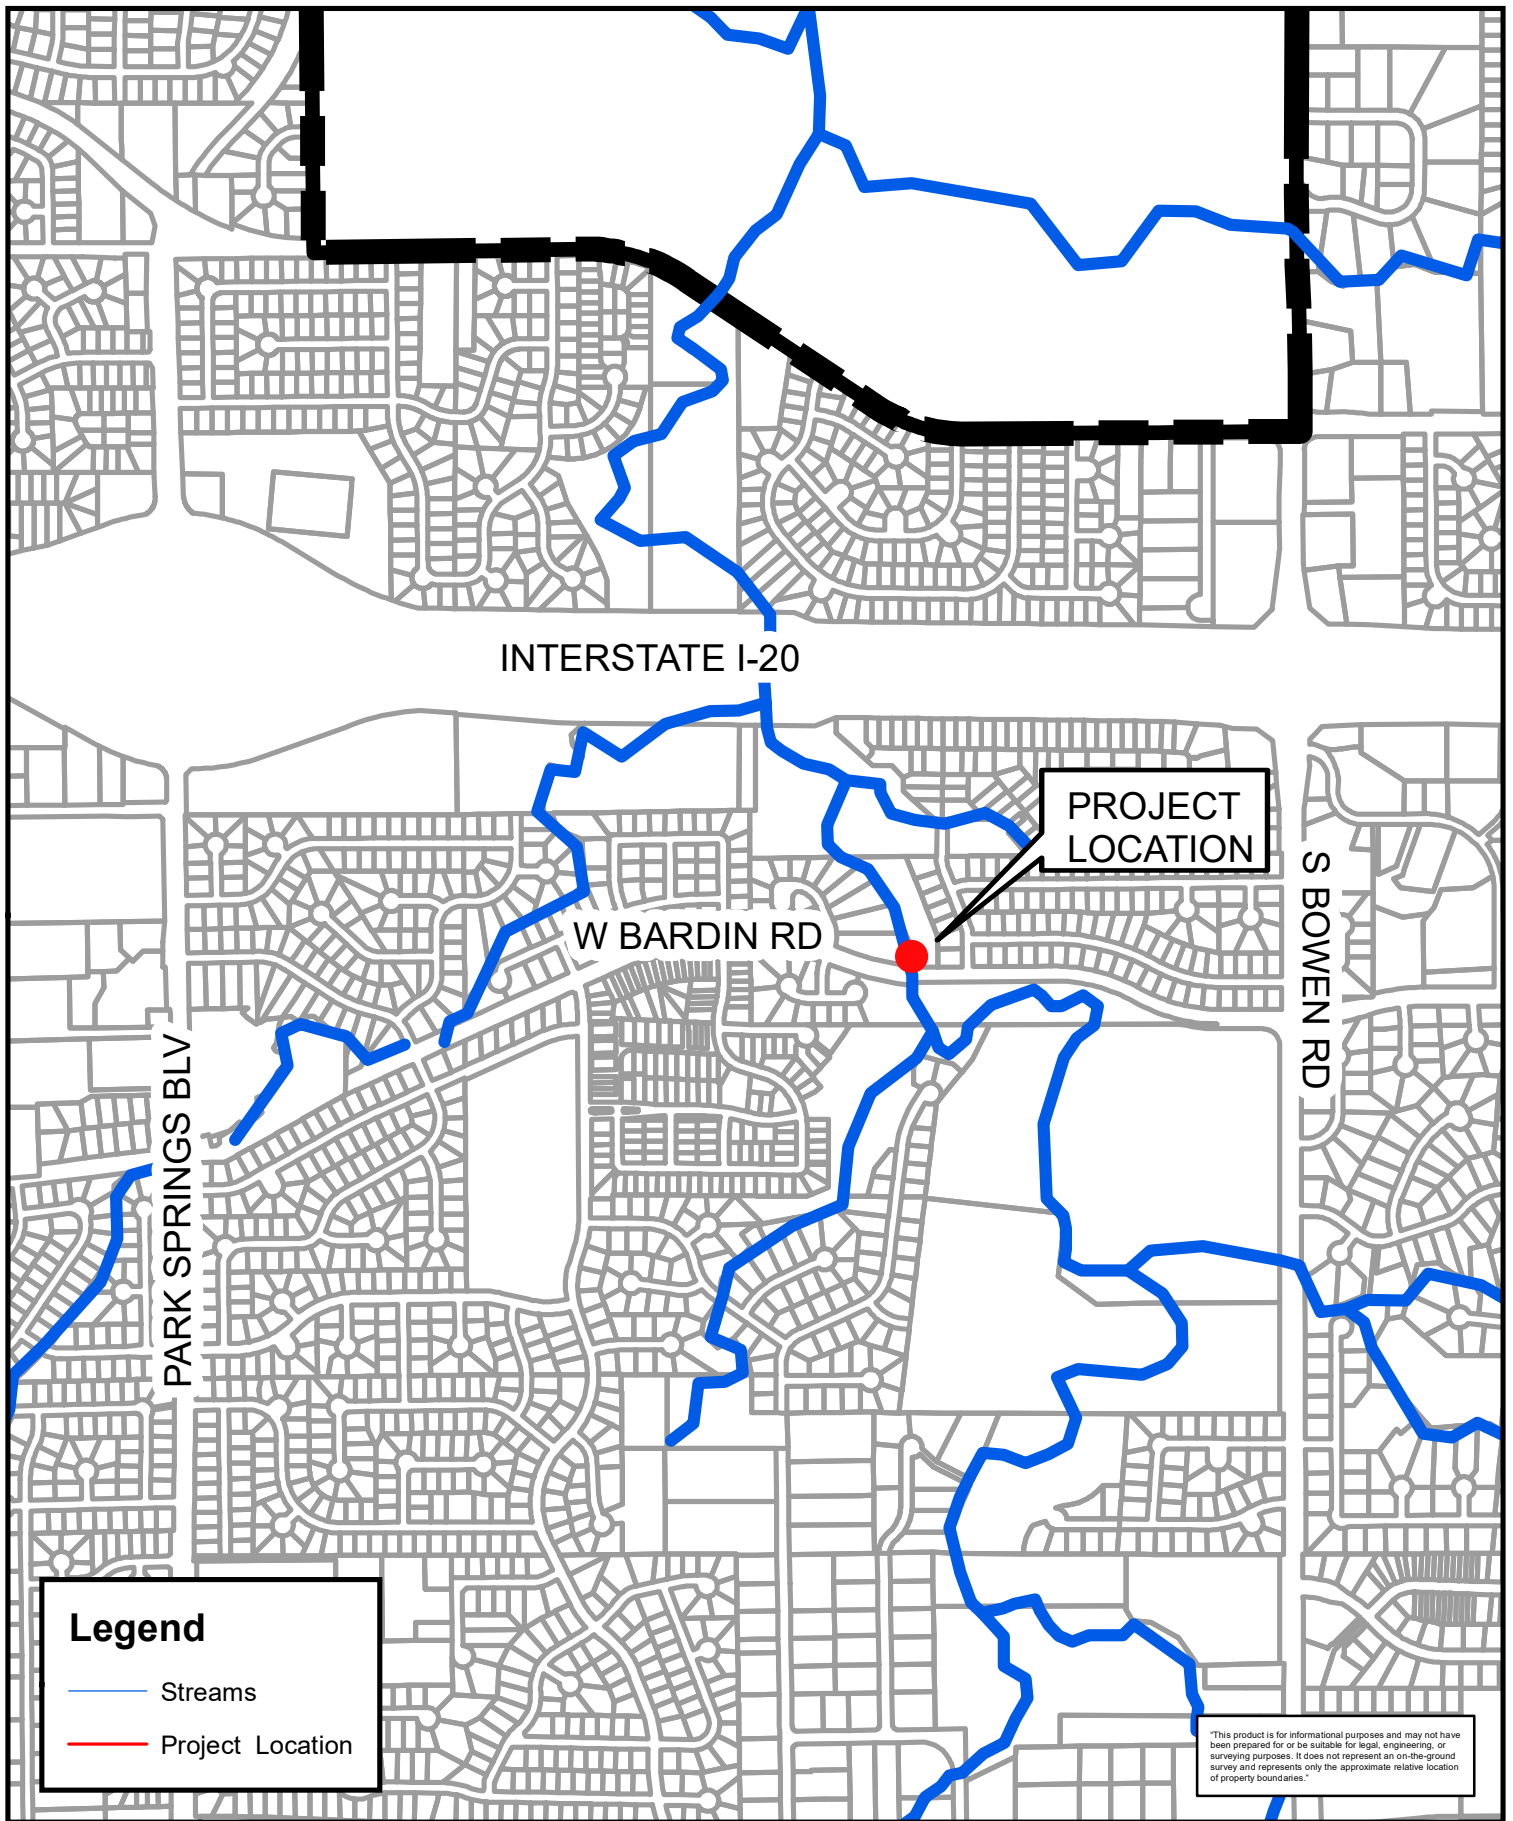 INTERSTATE I-20
PROJECT
LOCATION
W BARDIN RD
S BOWEN RD
PARK SPRINGS BLV
Legend
Streams
Project Location
"This product is for informational purposes and may not have
been prepared for or be suitable for legal, engineering, or
surveying purposes. It does not represent an on-the-ground
survey and represents only the approximate relative location
of property boundaries."